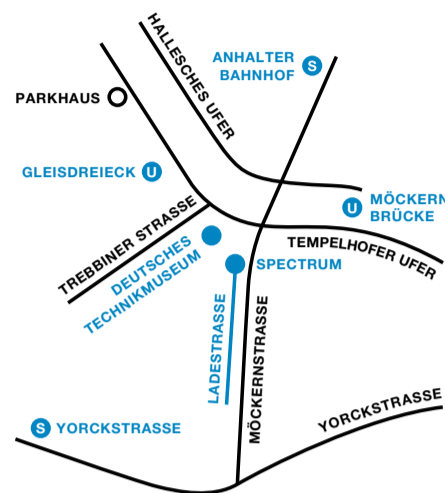 HALLESCHES UFER
ANHALTER
BAHNHOF
S
PARKHAUS
GLEISDREIECK
U
MÖCKERN
BRÜCKE
U
TREBBINER STRASSE
DEUTSCHES
TECHNIKMUSEUM
TEMPELHOFER UFER
SPECTRUM
LADESTRASSE
MÖCKERNSTRASSE
YORCKSTRASSE
S
YORCKSTRASSE